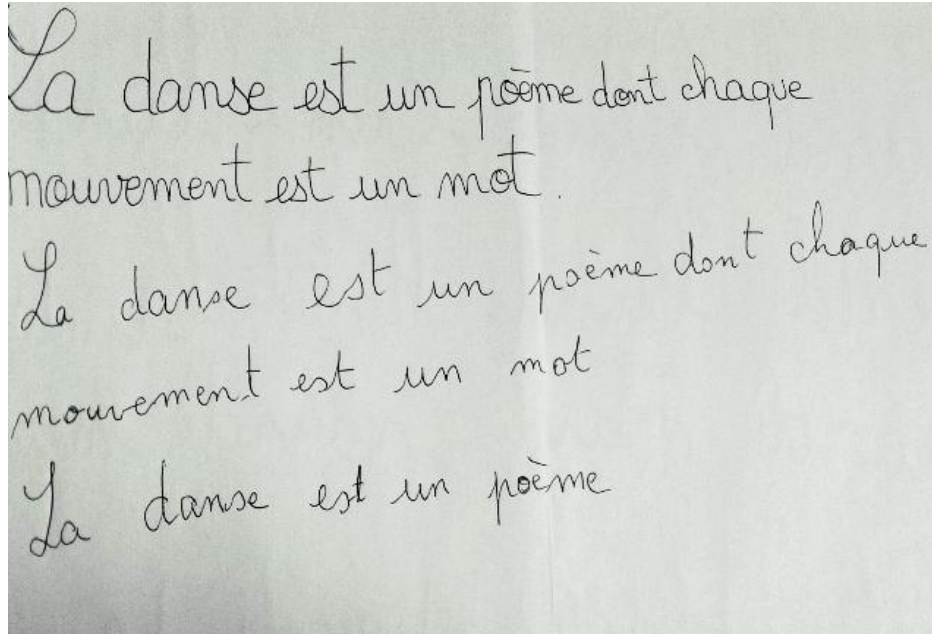 La danse est un poème dont chaque
mouvement est un mot.
La danse est un poème dont chaque
mouvement est un mot
La danse est un poème